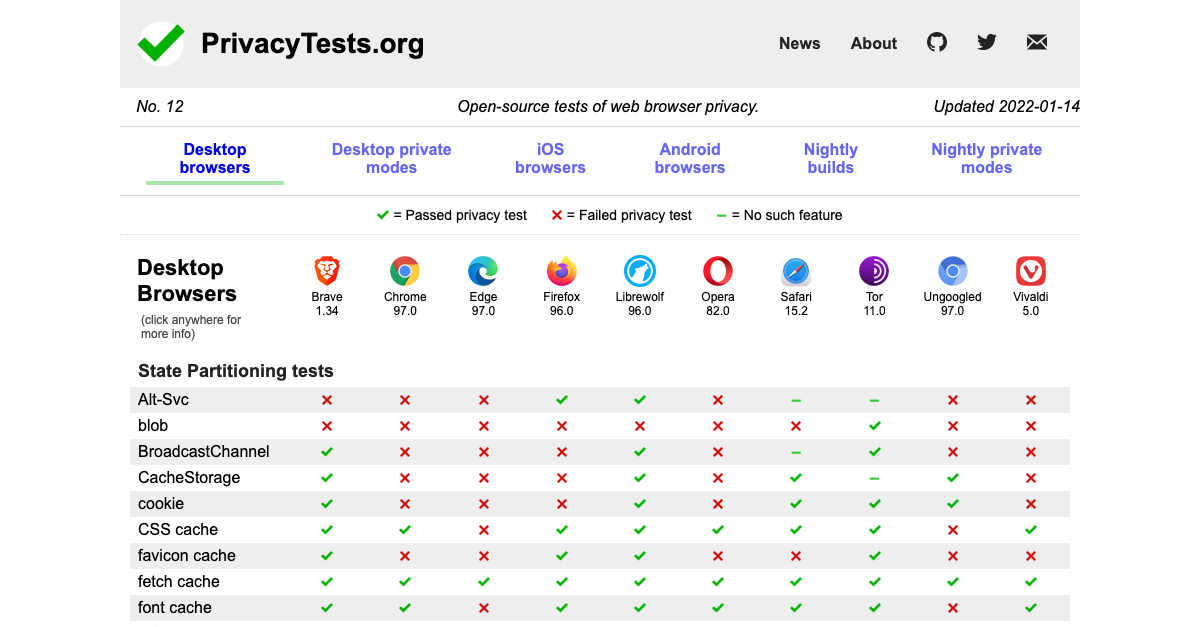 PrivacyTests.org
News About
No. 12 Open-source tests of web browser privacy. Updated 2022-01-14
Desktop browsers Desktop private modes iOS browsers Android browsers Nightly builds Nightly private modes
✓ = Passed privacy test ✕ = Failed privacy test – = No such feature
Desktop Browsers
(click anywhere for more info)
Brave Chrome Edge Firefox Librewolf Opera Safari Tor Ungoogled Vivaldi
1.34 97.0 97.0 96.0 96.0 82.0 15.2 11.0 97.0 5.0
State Partitioning tests
Alt-Svc ✕ ✕ ✕ ✓ ✓ ✕ – – ✕ ✕
blob ✕ ✕ ✕ ✕ ✕ ✕ ✕ ✓ ✕ ✕
BroadcastChannel ✓ ✕ ✕ ✕ ✓ ✕ – ✓ ✕ ✕
CacheStorage ✓ ✕ ✕ ✕ ✓ ✕ ✓ – ✓ ✕
cookie ✓ ✕ ✕ ✕ ✓ ✕ ✓ ✓ ✓ ✕
CSS cache ✓ ✓ ✕ ✓ ✓ ✓ ✓ ✓ ✕ ✓
favicon cache ✓ ✕ ✕ ✓ ✓ ✕ ✕ ✓ ✕ ✕
fetch cache ✓ ✓ ✓ ✓ ✓ ✓ ✓ ✓ ✓ ✓
font cache ✓ ✓ ✕ ✓ ✓ ✓ ✓ ✓ ✕ ✓